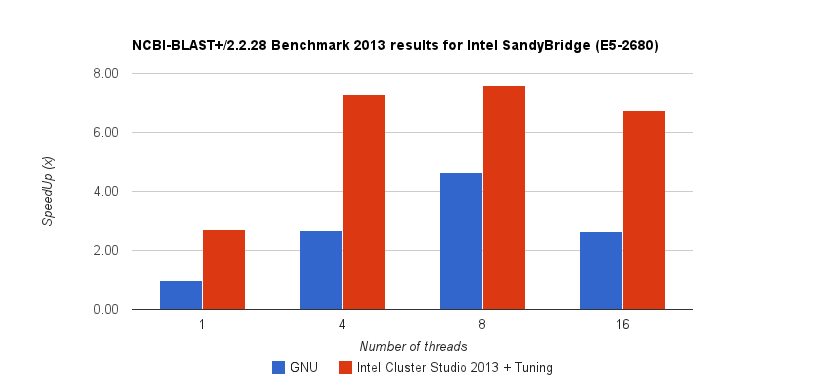 NCBI-BLAST+/2.2.28 Benchmark 2013 results for Intel SandyBridge (E5-2680)
8.00
6.00
4.00
2.00
0.00
SpeedUp (x)
1 4 8 16
Number of threads
GNU Intel Cluster Studio 2013 + Tuning